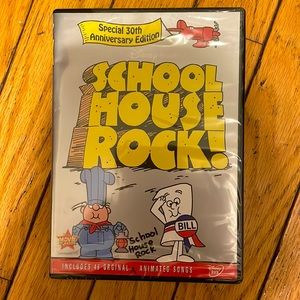 Special 30th
Anniversary Edition
SCHOOL
HOUSE
ROCK!
BILL
School
House
Rock
INCLUDES 46 ORIGINAL ANIMATED SONGS